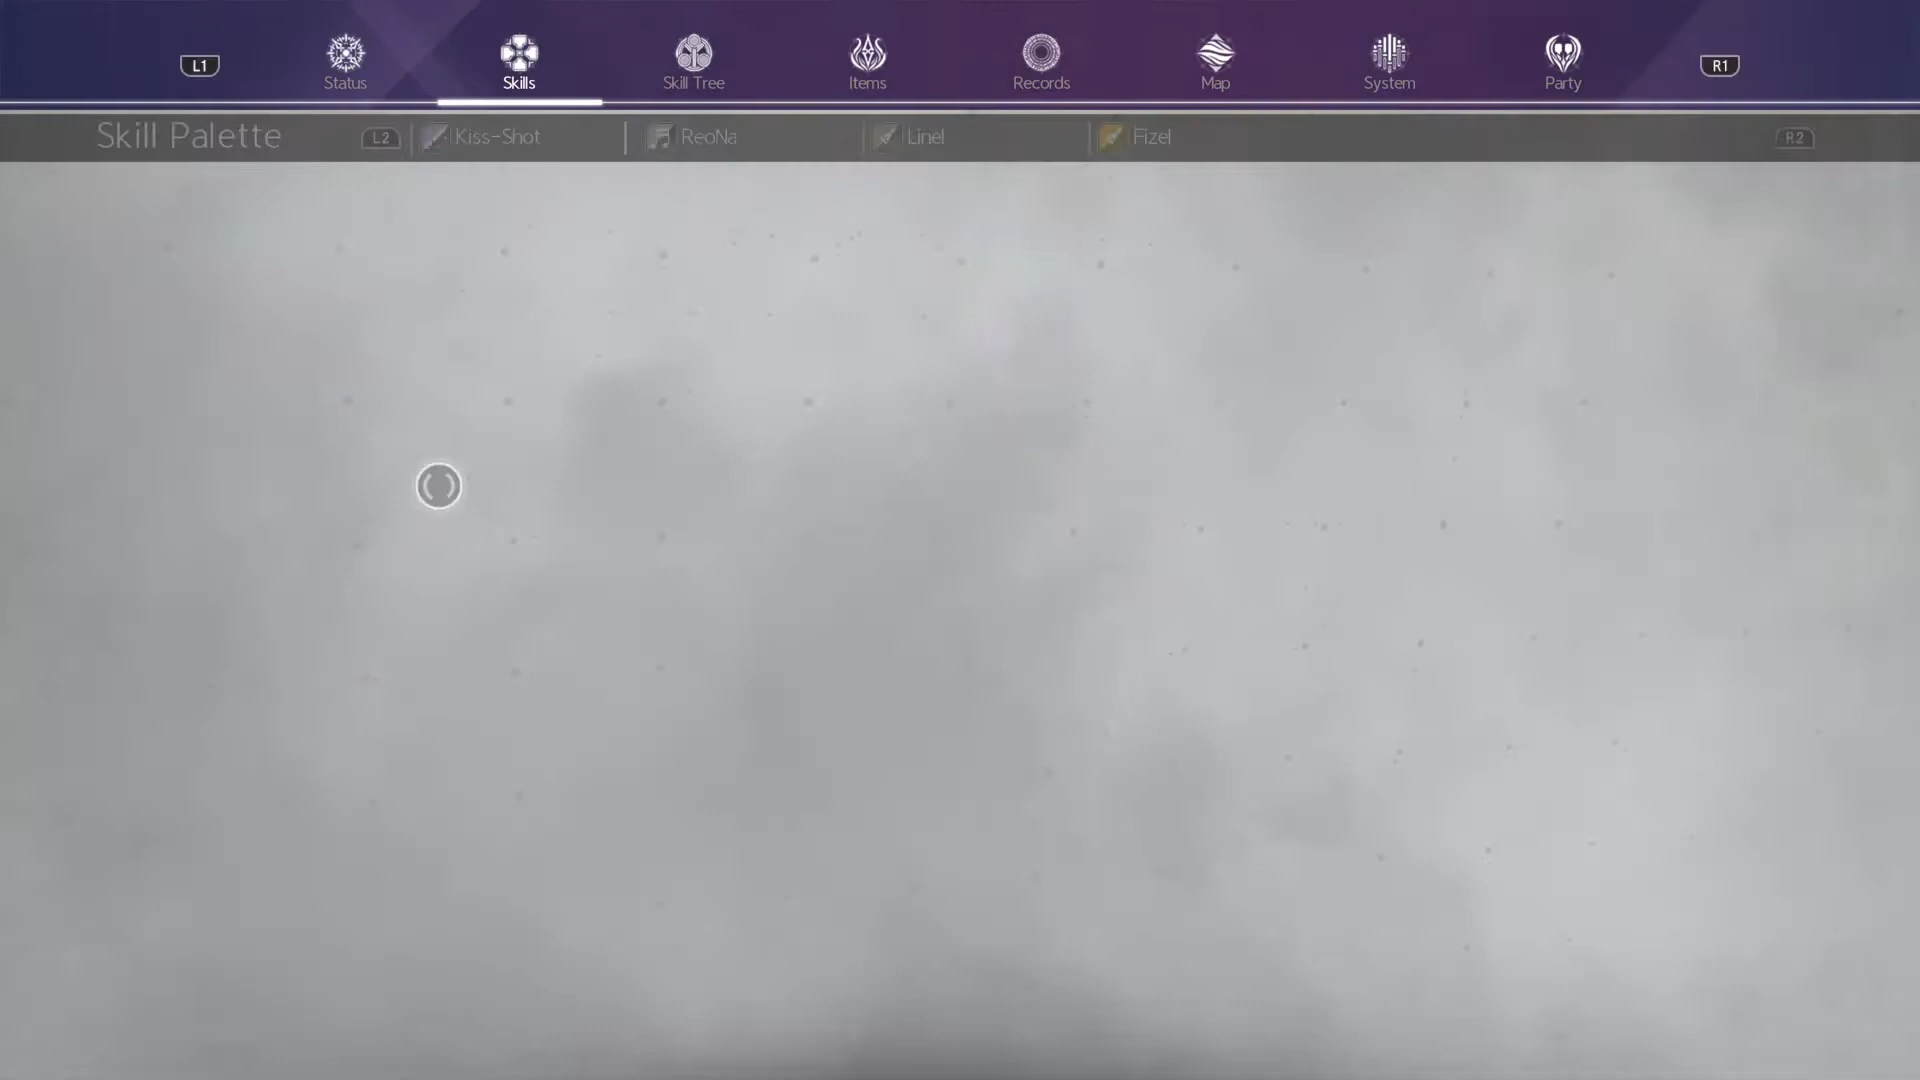 L1 Status Skills Skill Tree Items Records Map System Party R1
Skill Palette L2 Kiss-Shot ReoNa Linel Fizel R2